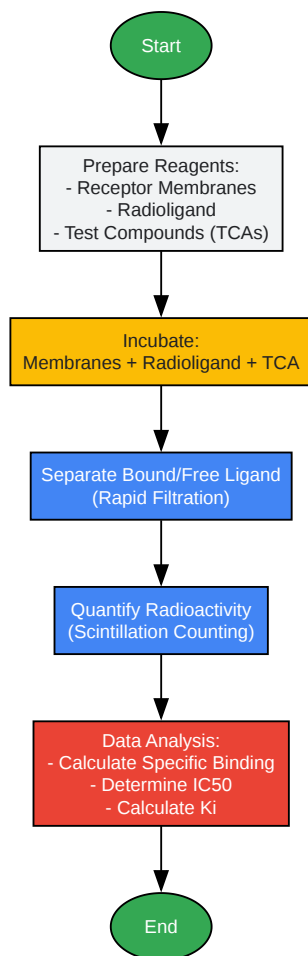 Start
Prepare Reagents:
- Receptor Membranes
- Radioligand
- Test Compounds (TCAs)
Incubate:
Membranes + Radioligand + TCA
Separate Bound/Free Ligand
(Rapid Filtration)
Quantify Radioactivity
(Scintillation Counting)
Data Analysis:
- Calculate Specific Binding
- Determine IC50
- Calculate Ki
End